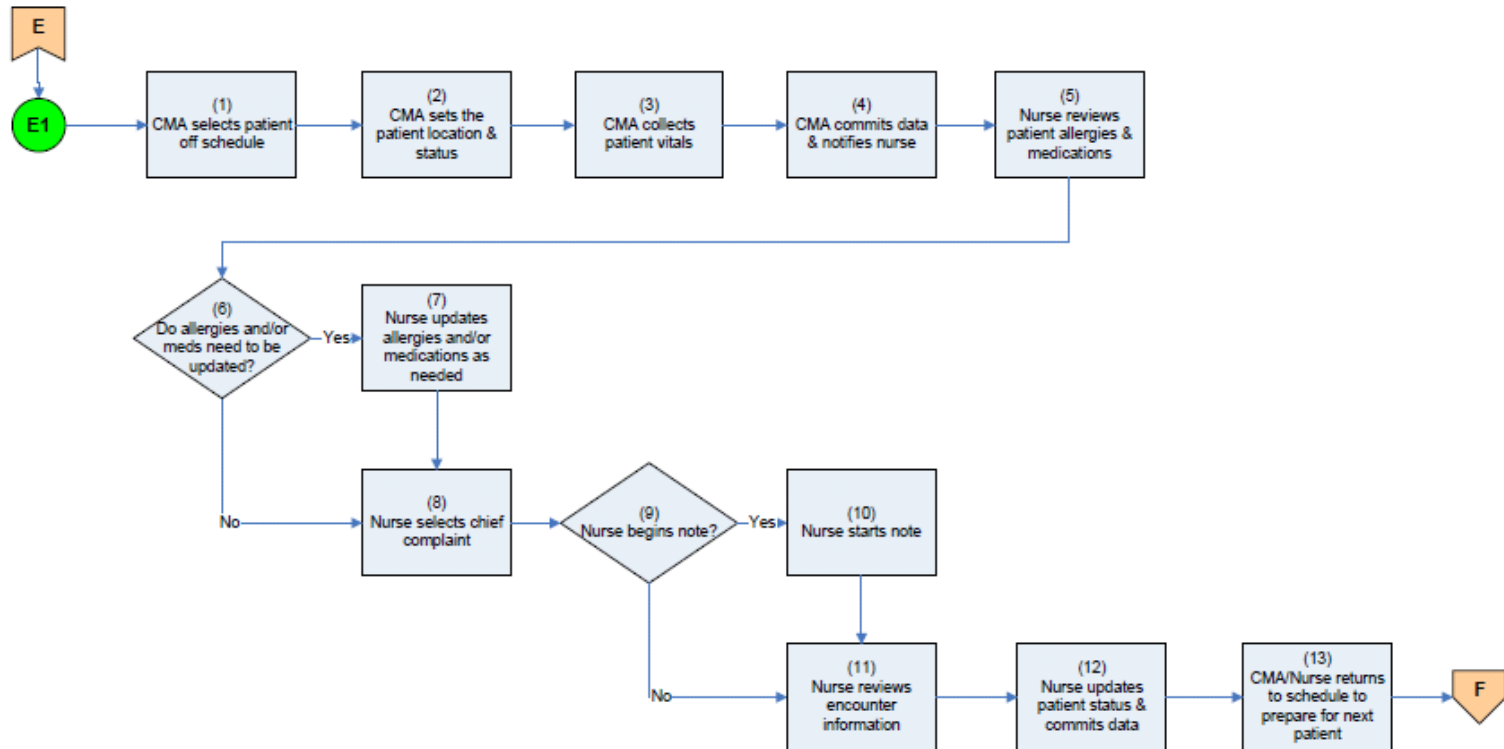 E
E1
(1)
CMA selects patient
off schedule
(2)
CMA sets the
patient location &
status
(3)
CMA collects
patient vitals
(4)
CMA commits data
& notifies nurse
(5)
Nurse reviews
patient allergies &
medications
(6)
Do allergies and/or
meds need to be
updated?
Yes
(7)
Nurse updates
allergies and/or
medications as
needed
No
(8)
Nurse selects chief
complaint
(9)
Nurse begins note?
Yes
(10)
Nurse starts note
No
(11)
Nurse reviews
encounter
information
(12)
Nurse updates
patient status &
commits data
(13)
CMA/Nurse returns
to schedule to
prepare for next
patient
F